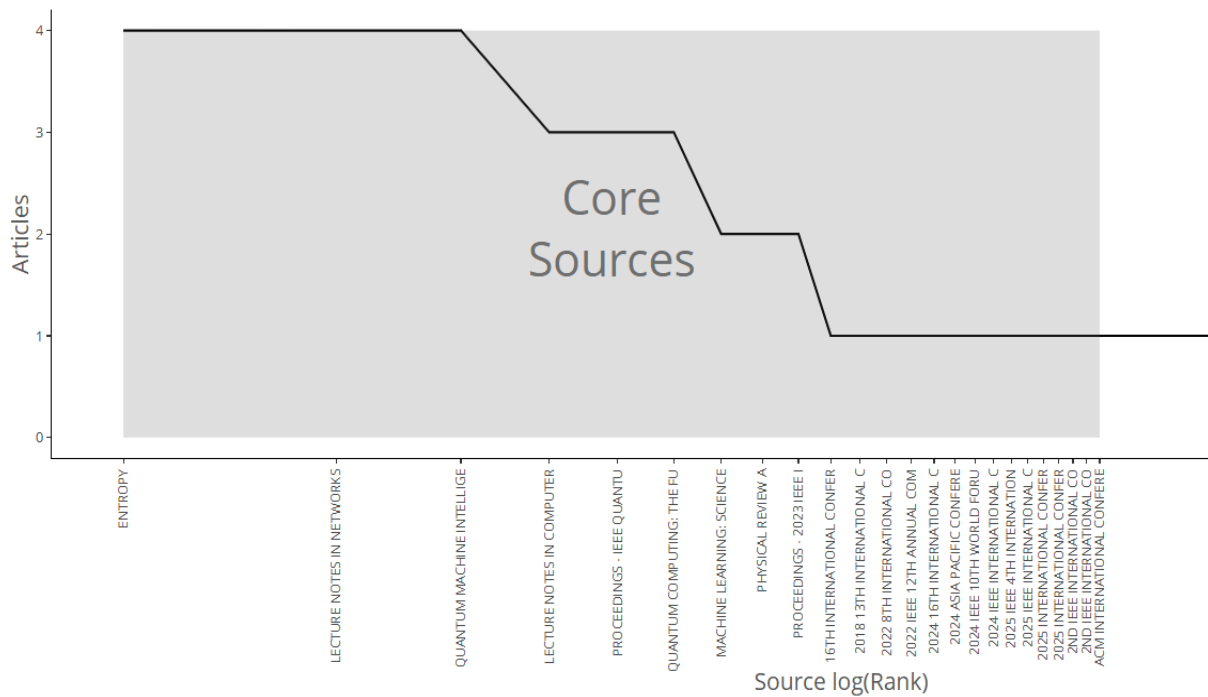 4
3
2
1
0
Articles
Core
Sources
ENTROPY
LECTURE NOTES IN NETWORKS
QUANTUM MACHINE INTELLIGE
LECTURE NOTES IN COMPUTER
PROCEEDINGS - IEEE QUANTU
QUANTUM COMPUTING: THE FU
MACHINE LEARNING: SCIENCE
PHYSICAL REVIEW A
PROCEEDINGS - 2023 IEEE I
16TH INTERNATIONAL CONFER
2018 13TH INTERNATIONAL C
2022 8TH INTERNATIONAL CO
2022 IEEE 12TH ANNUAL COM
2024 16TH INTERNATIONAL C
2024 ASIA PACIFIC CONFERE
2024 IEEE 10TH WORLD FORU
2024 IEEE INTERNATIONAL C
2025 IEEE 4TH INTERNATION
2025 IEEE INTERNATIONAL C
2025 INTERNATIONAL CONFER
2025 INTERNATIONAL CONFER
2ND IEEE INTERNATIONAL CO
2ND IEEE INTERNATIONAL CO
ACM INTERNATIONAL CONFERE
Source log(Rank)